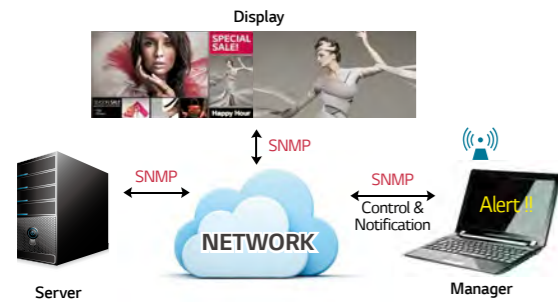 Display
SPECIAL
SALE!
Happy Hour
SNMP
SNMP
SNMP
NETWORK
Control &
Notification
Alert !!
Server
Manager